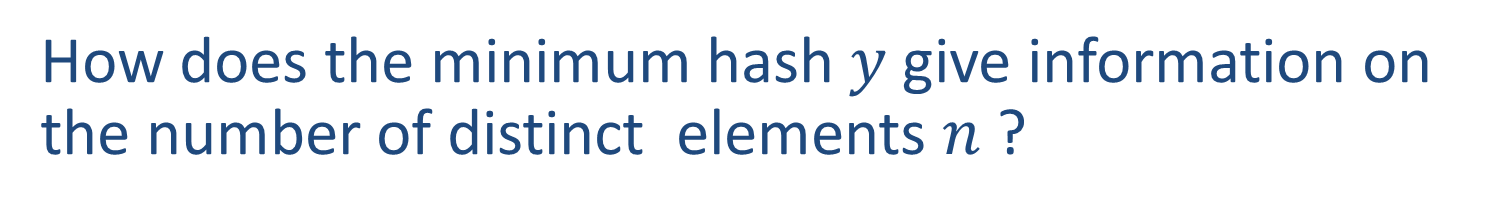 How does the minimum hash y give information on
the number of distinct elements n ?